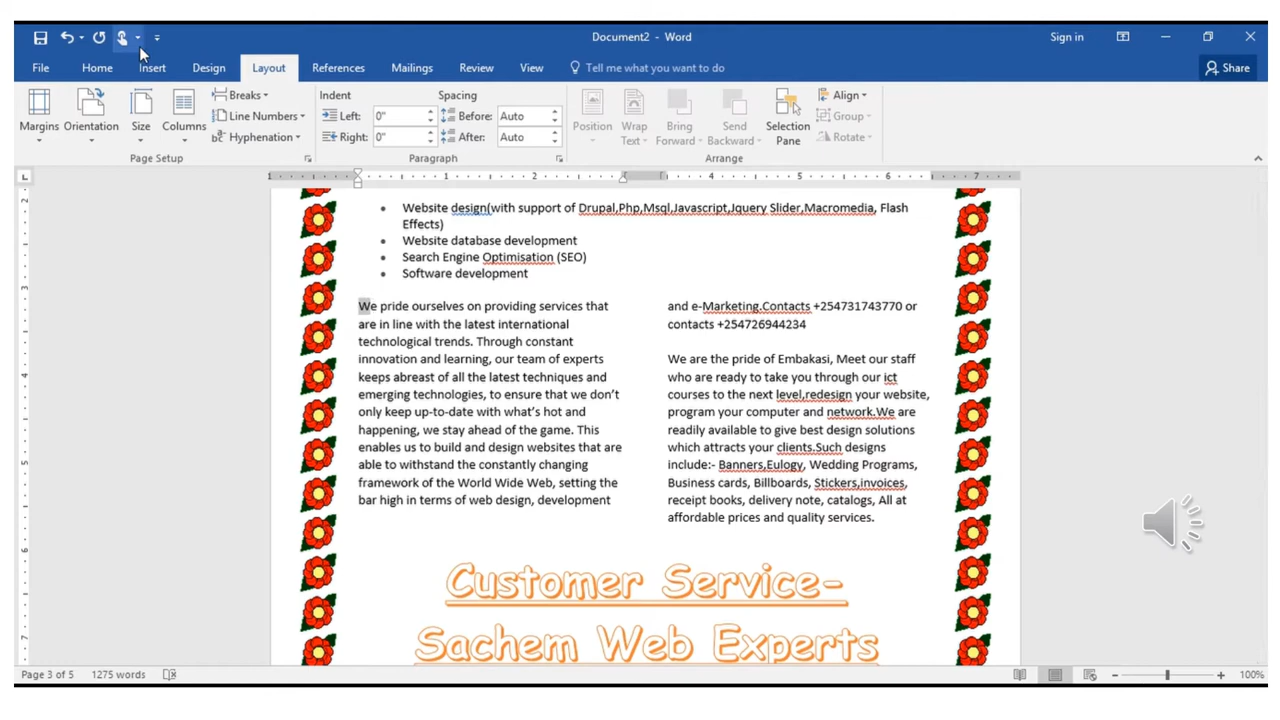 Document2 - Word
Sign in
File Home Insert Design Layout References Mailings Review View Tell me what you want to do Share
Margins
Orientation
Size
Columns
Breaks
Line Numbers
Hyphenation
Page Setup
Indent
Left: 0"
Right: 0"
Spacing
Before: Auto
After: Auto
Paragraph
Position
Wrap Text
Bring Forward
Send Backward
Selection Pane
Align
Group
Rotate
Arrange
L
1 1 2 4 5 6 7
2
3
4
5
6
7
Website design(with support of Drupal,Php,Msql,Javascript,Jquery Slider,Macromedia, Flash
Effects)
Website database development
Search Engine Optimisation (SEO)
Software development
We pride ourselves on providing services that
are in line with the latest international
technological trends. Through constant
innovation and learning, our team of experts
keeps abreast of all the latest techniques and
emerging technologies, to ensure that we don’t
only keep up-to-date with what’s hot and
happening, we stay ahead of the game. This
enables us to build and design websites that are
able to withstand the constantly changing
framework of the World Wide Web, setting the
bar high in terms of web design, development
and e-Marketing.Contacts +254731743770 or
contacts +254726944234
We are the pride of Embakasi, Meet our staff
who are ready to take you through our ict
courses to the next level,redesign your website,
program your computer and network.We are
readily available to give best design solutions
which attracts your clients.Such designs
include:- Banners,Eulogy, Wedding Programs,
Business cards, Billboards, Stickers,invoices,
receipt books, delivery note, catalogs, All at
affordable prices and quality services.
Customer Service-
Sachem Web Experts
Page 3 of 5 1275 words
100%